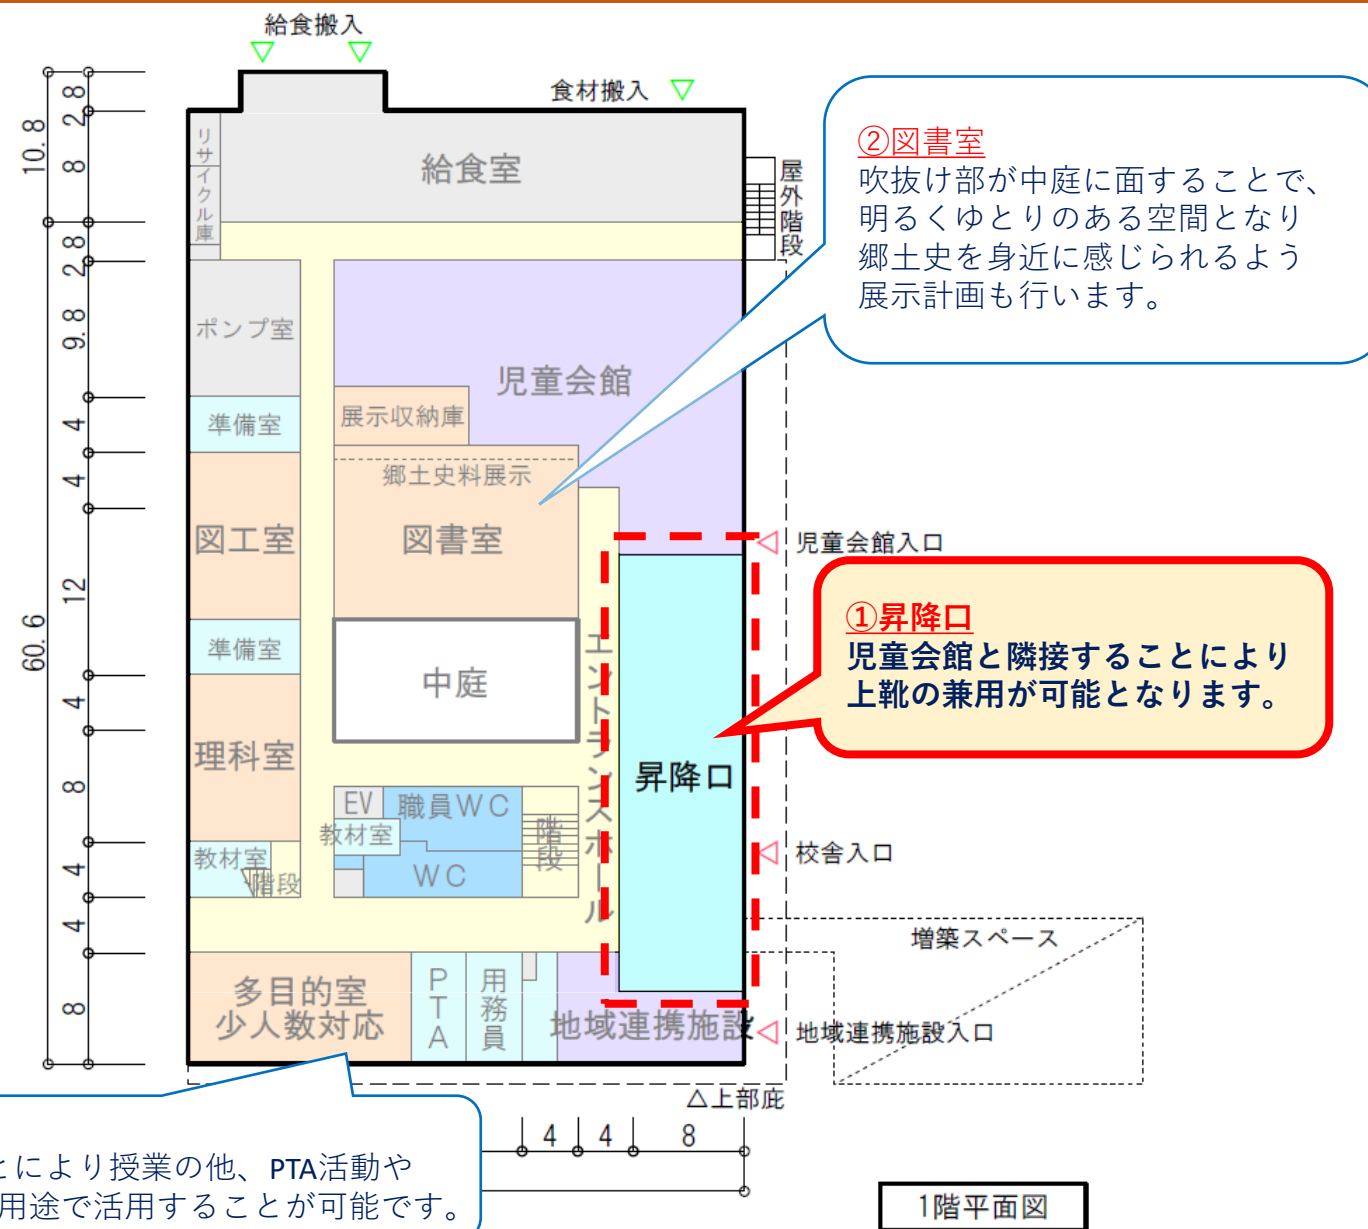 給食搬入
食材搬入
10.8
2.8
8
60.6
2.8
9.8
4
4
12
4
8
4
4
8
リサイクル庫
給食室
屋外階段
②図書室
吹抜け部が中庭に面することで、
明るくゆとりのある空間となり
郷土史を身近に感じられるよう
展示計画も行います。
ポンプ室
児童会館
準備室
展示収納庫
郷土史料展示
図工室
図書室
児童会館入口
①昇降口
児童会館と隣接することにより
上靴の兼用が可能となります。
準備室
中庭
エントランスホール
理科室
昇降口
EV
職員WC
教材室
階段
WC
教材室
階段
校舎入口
増築スペース
多目的室
少人数対応
PTA
用務員
地域連携施設
地域連携施設入口
△上部庇
4
4
8
とにより授業の他、PTA活動や
用途で活用することが可能です。
1階平面図